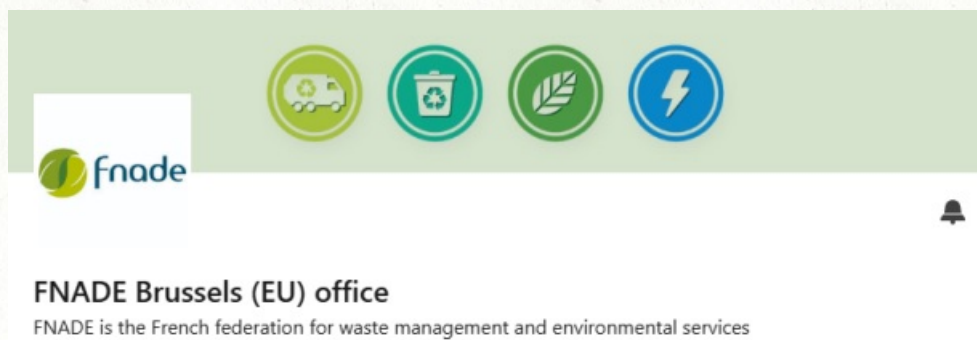 fnade
FNADE Brussels (EU) office
FNADE is the French federation for waste management and environmental services